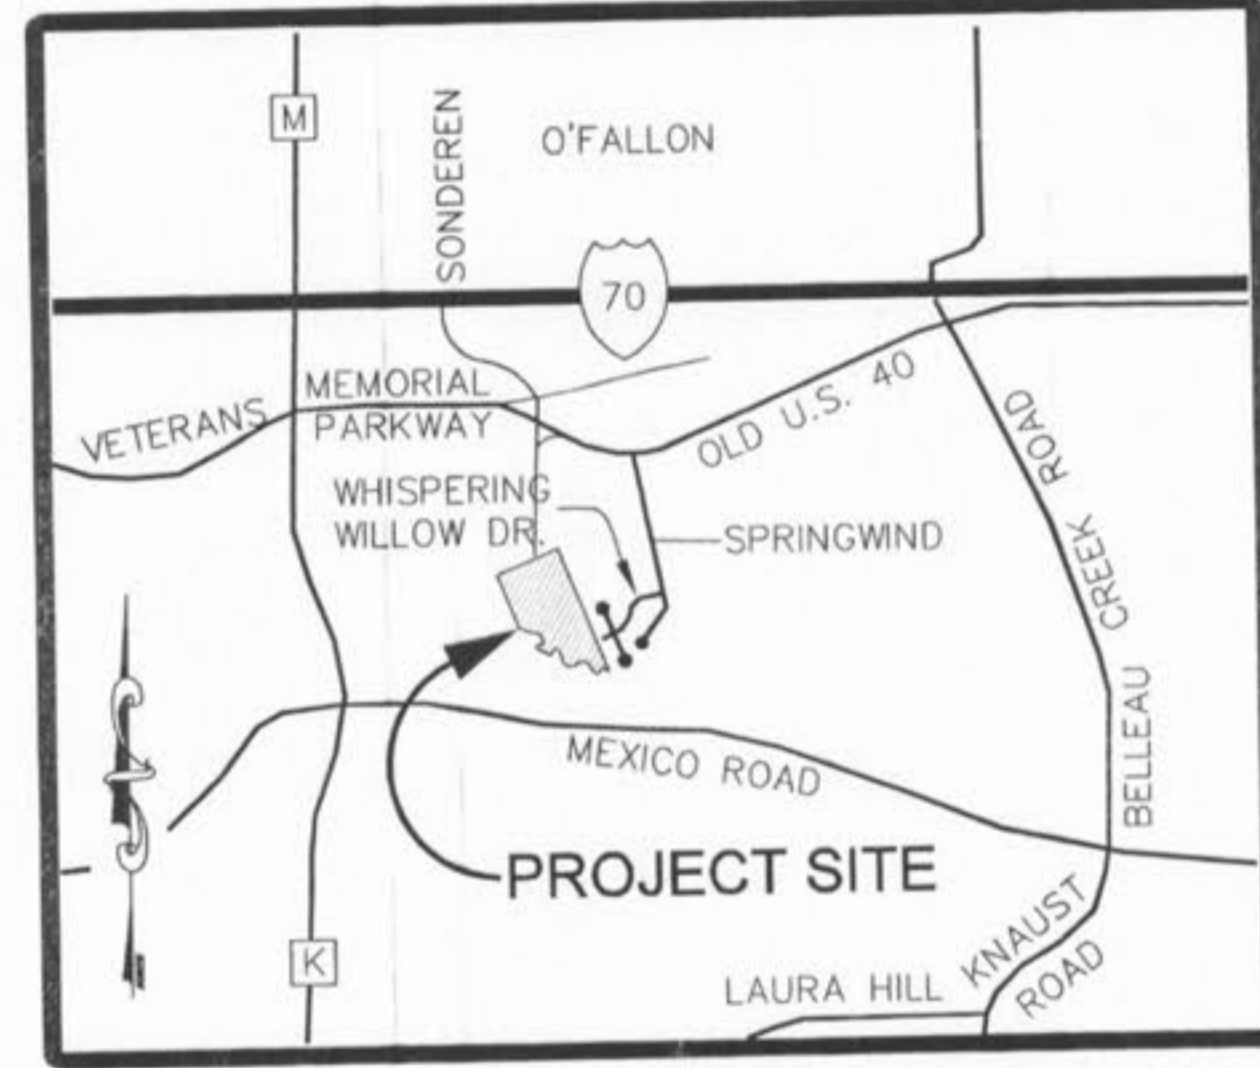 M
SONDEREN
O'FALLON
70
MEMORIAL
PARKWAY
VETERANS
OLD U.S. 40
WHISPERING
WILLOW DR.
SPRINGWIND
BELLEAU CREEK ROAD
MEXICO ROAD
PROJECT SITE
K
LAURA HILL
KNAUST
ROAD